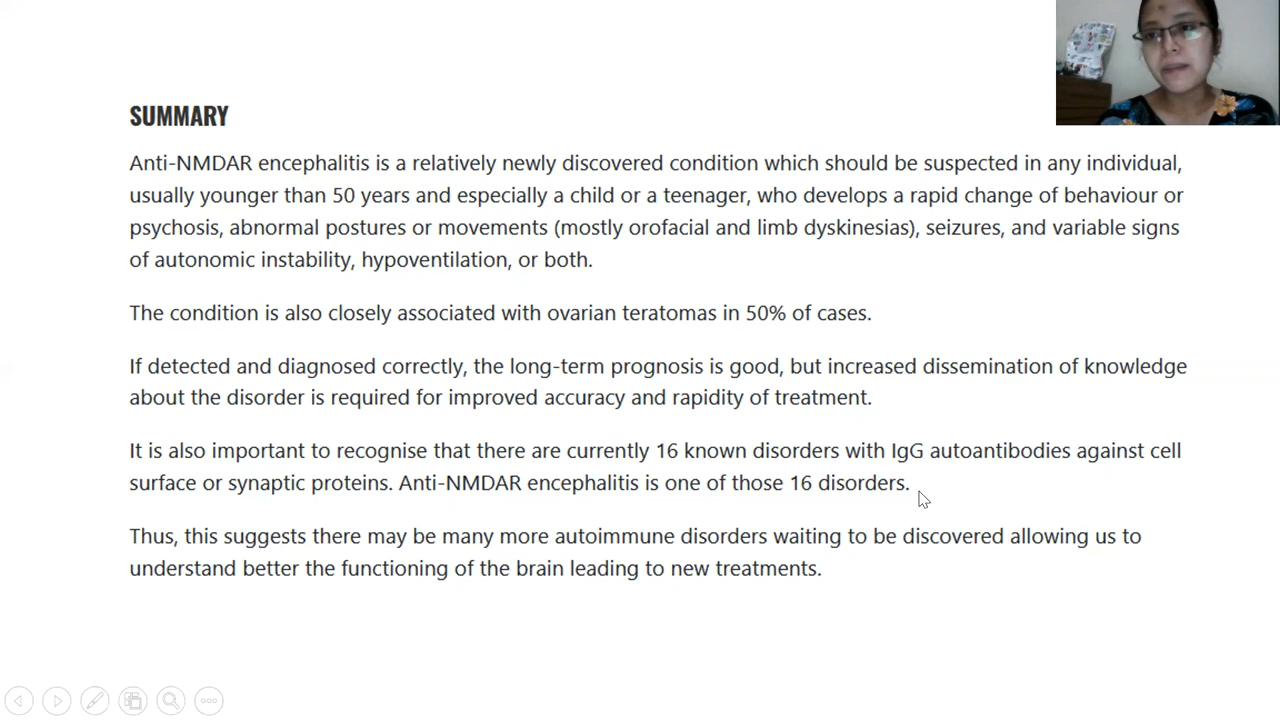 SUMMARY
Anti-NMDAR encephalitis is a relatively newly discovered condition which should be suspected in any individual,
usually younger than 50 years and especially a child or a teenager, who develops a rapid change of behaviour or
psychosis, abnormal postures or movements (mostly orofacial and limb dyskinesias), seizures, and variable signs
of autonomic instability, hypoventilation, or both.
The condition is also closely associated with ovarian teratomas in 50% of cases.
If detected and diagnosed correctly, the long-term prognosis is good, but increased dissemination of knowledge
about the disorder is required for improved accuracy and rapidity of treatment.
It is also important to recognise that there are currently 16 known disorders with IgG autoantibodies against cell
surface or synaptic proteins. Anti-NMDAR encephalitis is one of those 16 disorders.
Thus, this suggests there may be many more autoimmune disorders waiting to be discovered allowing us to
understand better the functioning of the brain leading to new treatments.